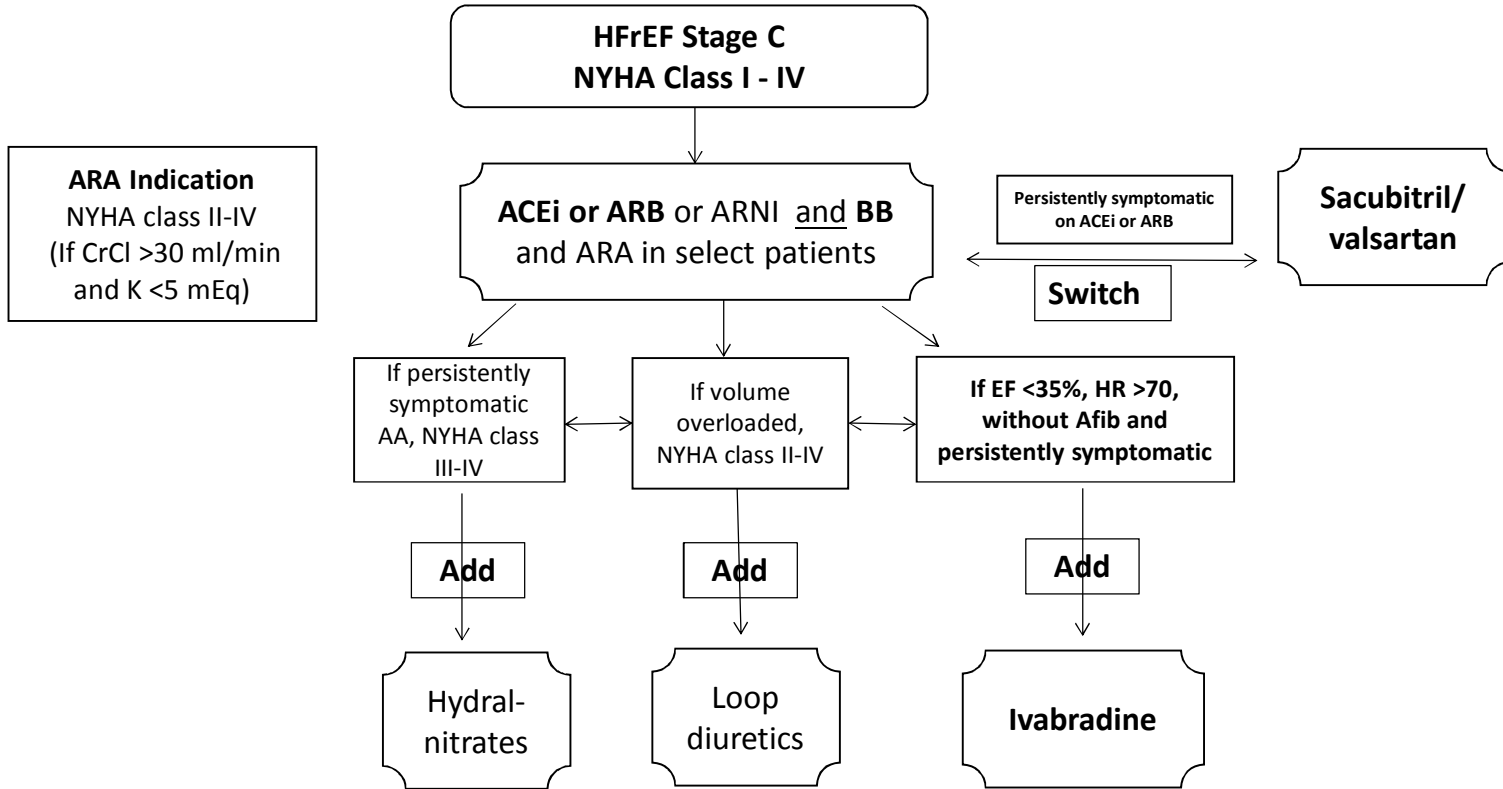 HFrEF Stage C
NYHA Class I - IV
ARA Indication
NYHA class II-IV
(If CrCl >30 ml/min
and K <5 mEq)
ACEi or ARB or ARNI and BB
and ARA in select patients
Persistently symptomatic
on ACEi or ARB
Switch
Sacubitril/
valsartan
If persistently
symptomatic
AA, NYHA class
III-IV
If volume
overloaded,
NYHA class II-IV
If EF <35%, HR >70,
without Afib and
persistently symptomatic
Add
Add
Add
Hydral-
nitrates
Loop
diuretics
Ivabradine